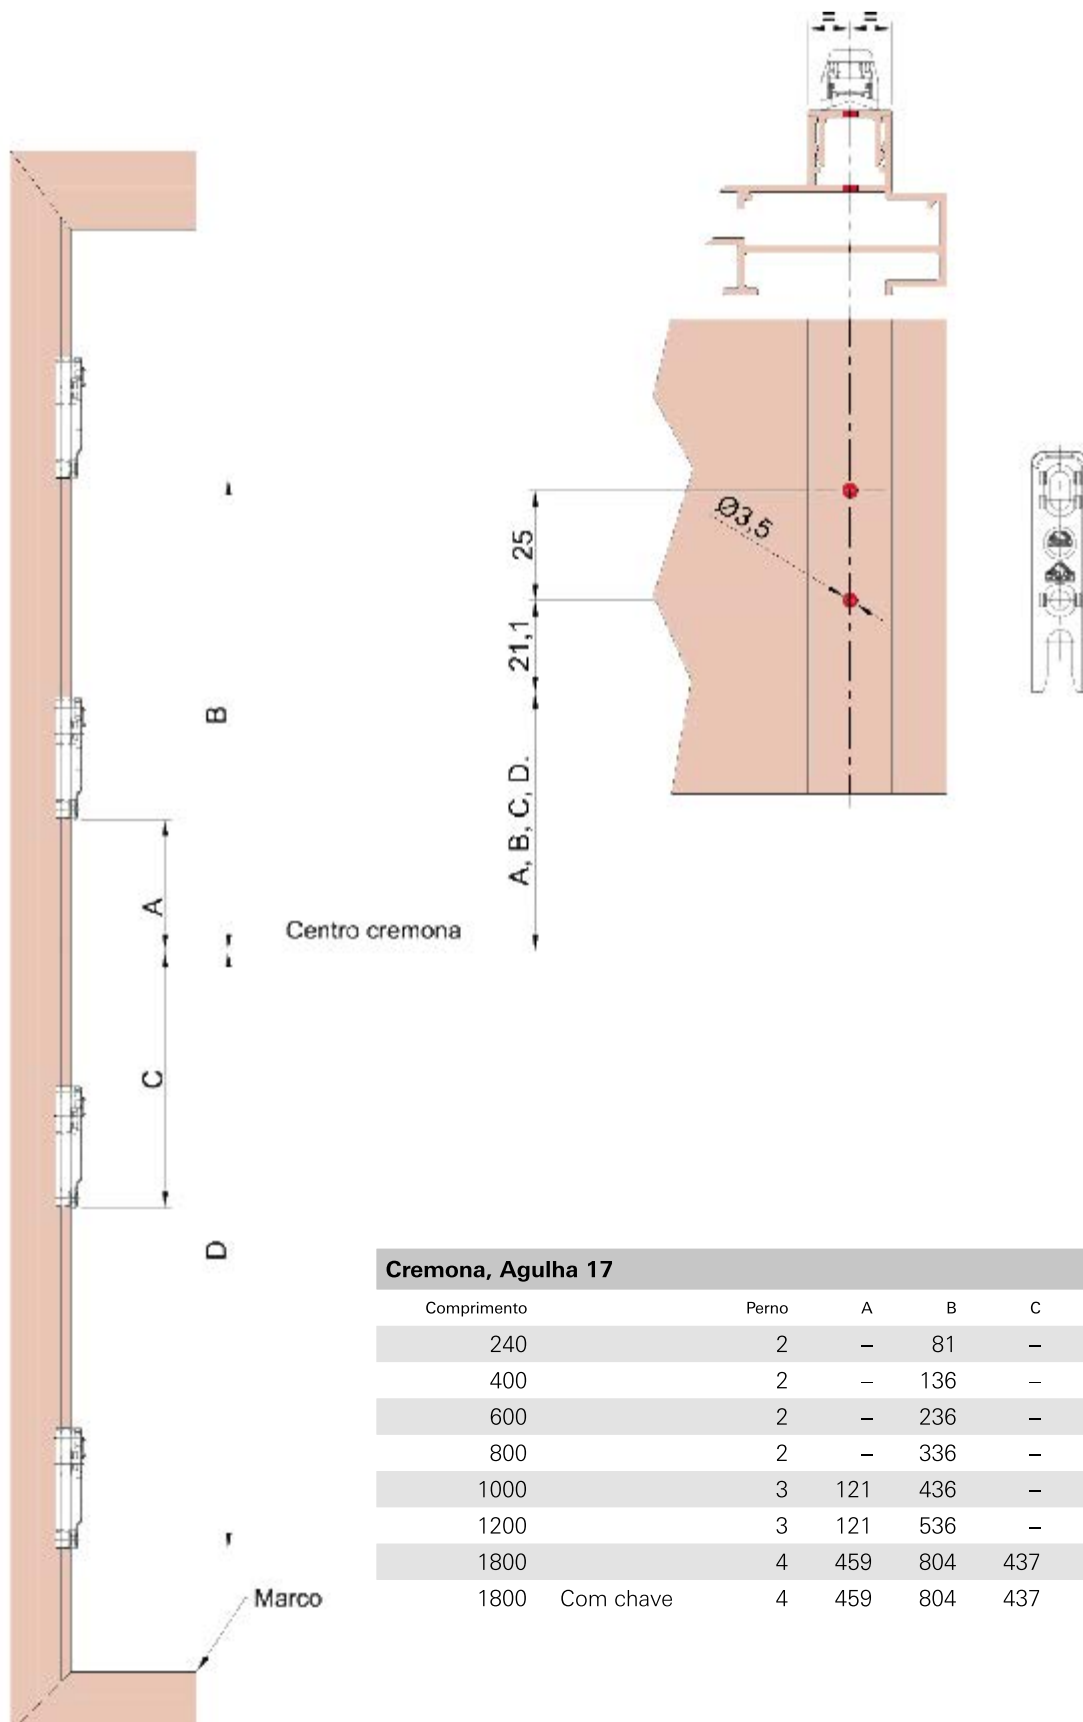 = =
25
Ø3,5
21,1
B
A, B, C, D.
A
Centro cremona
C
D
Cremona, Agulha 17
Comprimento Perno A B C
240 2 – 81 –
400 2 – 136 –
600 2 – 236 –
800 2 – 336 –
1000 3 121 436 –
1200 3 121 536 –
1800 4 459 804 437
1800 Com chave 4 459 804 437
Marco